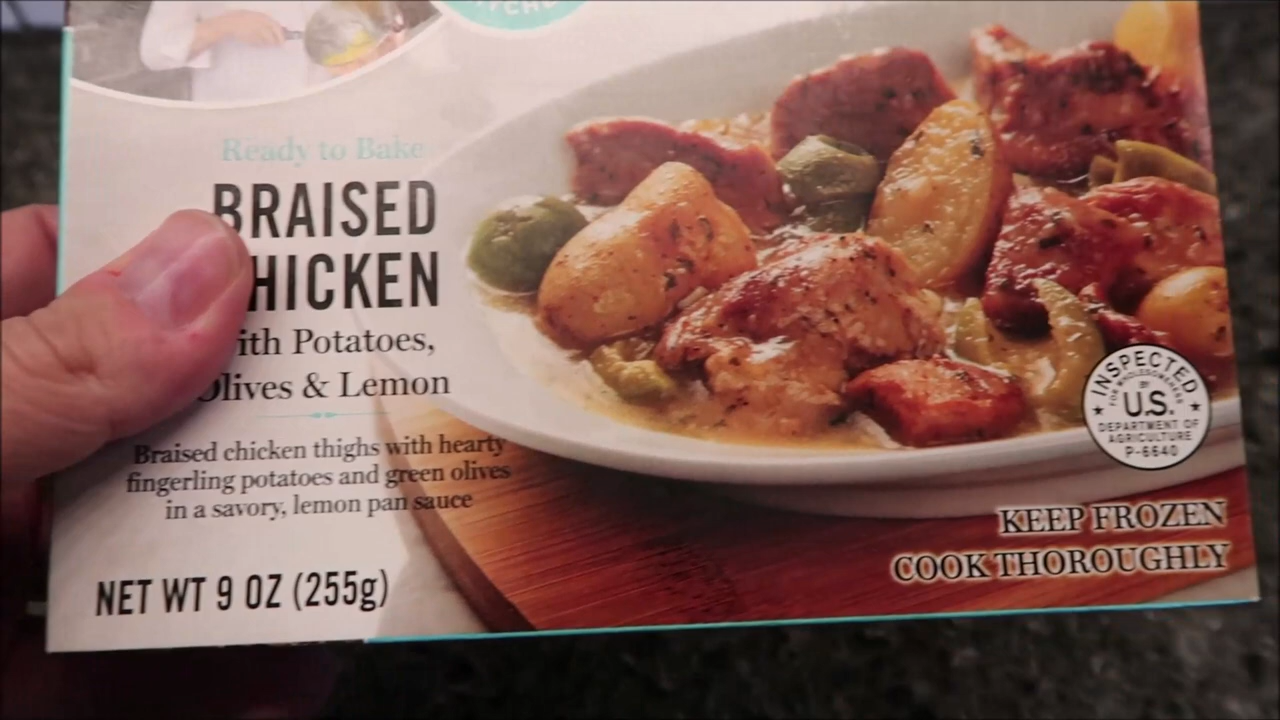 Ready to Bake
BRAISED
HICKEN
ith Potatoes,
Olives & Lemon
Braised chicken thighs with hearty
fingerling potatoes and green olives
in a savory, lemon pan sauce
NET WT 9 OZ (255g)
INSPECTED
FOR WHOLESOMENESS
BY
U.S.
DEPARTMENT OF
AGRICULTURE
P-6640
KEEP FROZEN
COOK THOROUGHLY